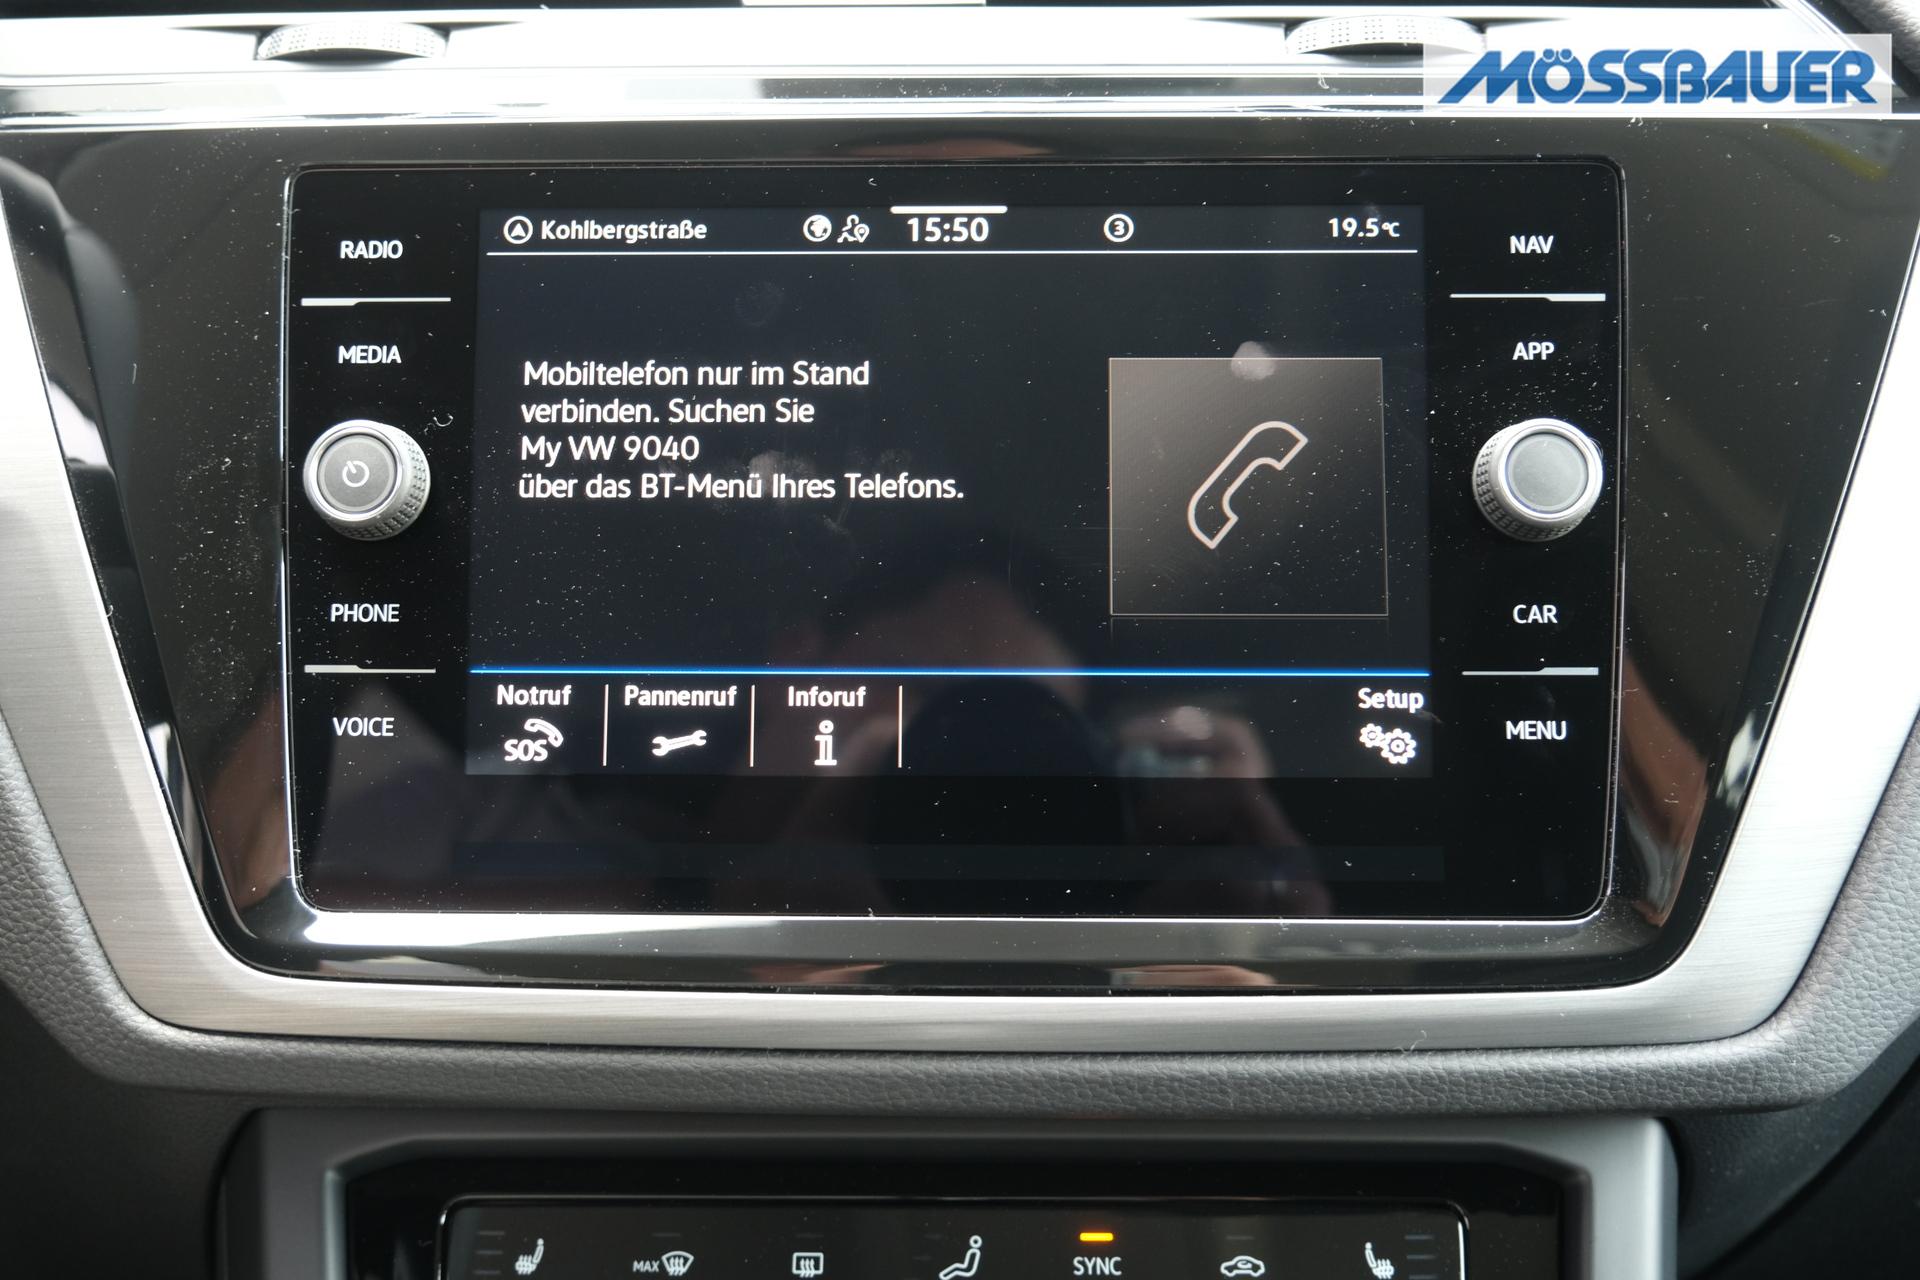 MÖSSBAUER
RADIO
MEDIA
PHONE
VOICE
Kohlbergstraße
15:50
3
19.5°C
Mobiltelefon nur im Stand
verbinden. Suchen Sie
My VW 9040
über das BT-Menü Ihres Telefons.
Notruf
SOS
Pannenruf
Inforuf
i
Setup
NAV
APP
CAR
MENU
MAX
SYNC